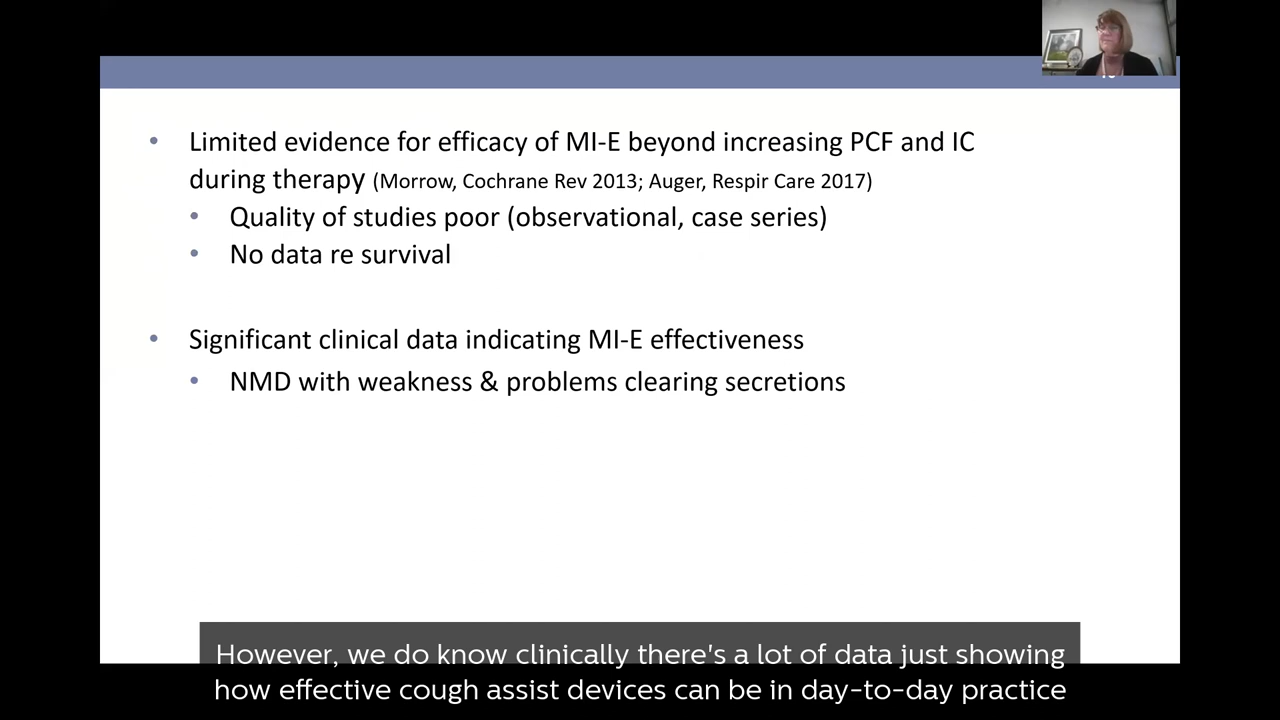 Limited evidence for efficacy of MI-E beyond increasing PCF and IC
during therapy (Morrow, Cochrane Rev 2013; Auger, Respir Care 2017)
Quality of studies poor (observational, case series)
No data re survival
Significant clinical data indicating MI-E effectiveness
NMD with weakness & problems clearing secretions
However, we do know clinically there's a lot of data just showing
how effective cough assist devices can be in day-to-day practice